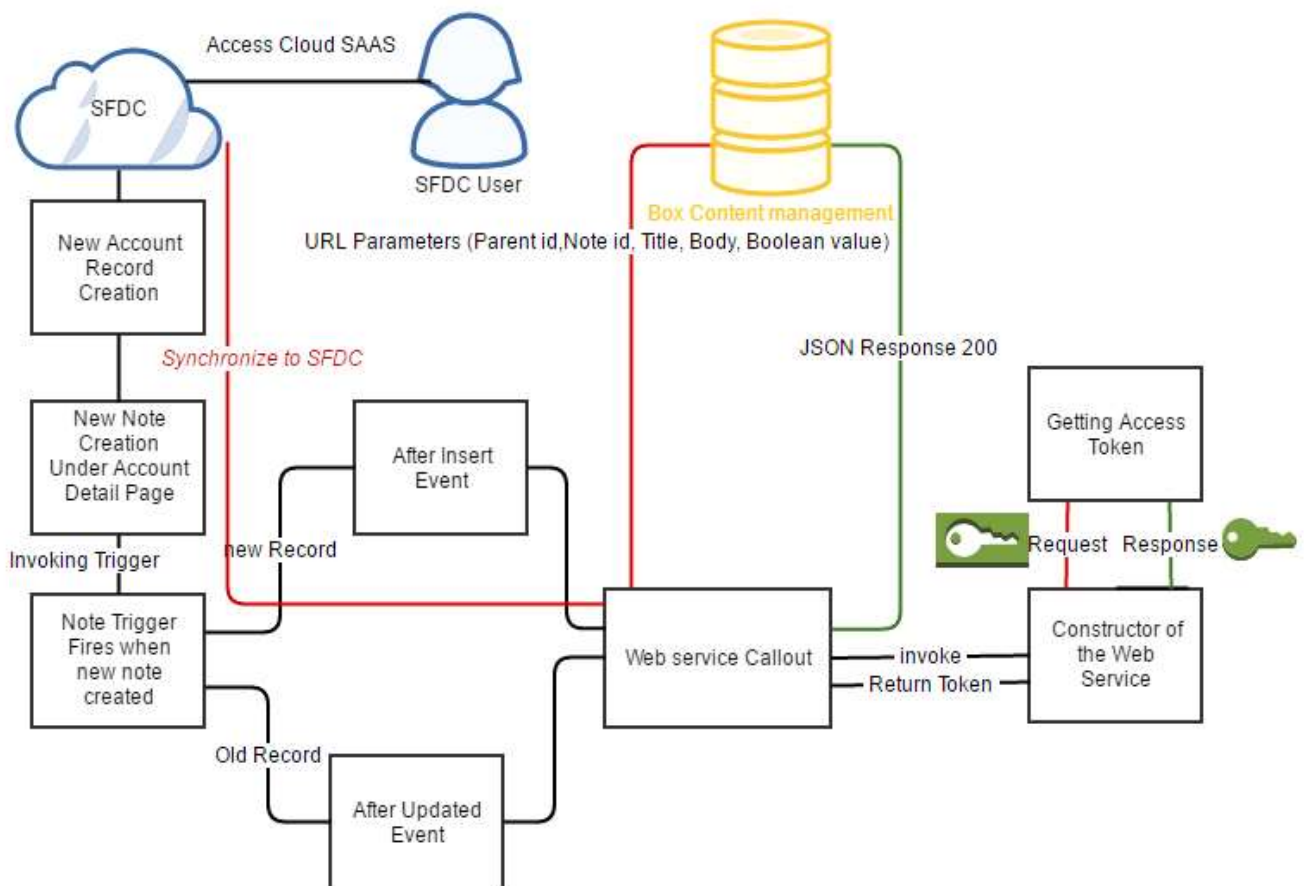 Access Cloud SAAS
SFDC
SFDC User
Box Content management
URL Parameters (Parent id,Note id, Title, Body, Boolean value)
New Account
Record
Creation
Synchronize to SFDC
JSON Response 200
New Note
Creation
Under Account
Detail Page
After Insert
Event
Getting Access
Token
new Record
Invoking Trigger
Request
Response
Note Trigger
Fires when
new note
created
Web service Callout
invoke
Return Token
Constructor of
the Web
Service
Old Record
After Updated
Event